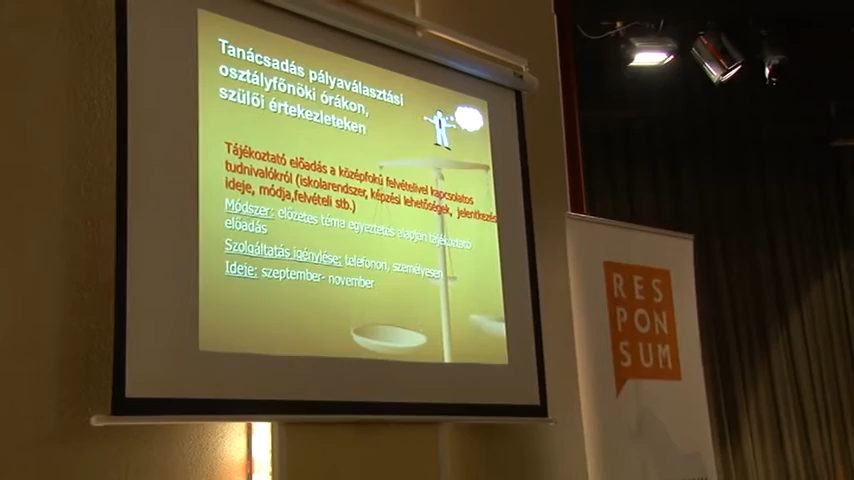 Tanácsadás pályaválasztási
osztályfőnöki órákon,
szülői értekezleteken
Tájékoztató előadás a középfokú felvételivel kapcsolatos
tudnivalókról (iskolarendszer, képzési lehetőségek, jelentkezés
ideje, módja,felvételi stb.)
Módszer: előzetes téma egyeztetés alapján tájékoztató
előadás
Szolgáltatás igénylése: telefonon, személyesen
Ideje: szeptember- november
RES
PON
SUM